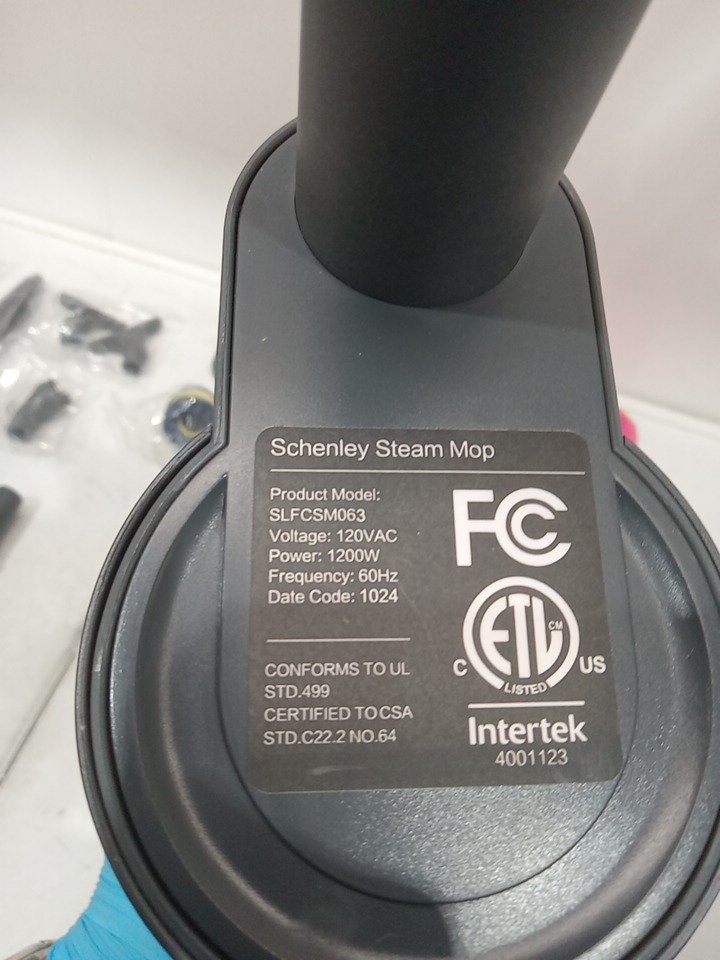 Schenley Steam Mop
Product Model:
SLFCSM063
Voltage: 120VAC
Power: 1200W
Frequency: 60Hz
Date Code: 1024
CONFORMS TO UL
STD.499
CERTIFIED TO CSA
STD.C22.2 NO.64
FC
ETL CM
C US
LISTED
Intertek
4001123